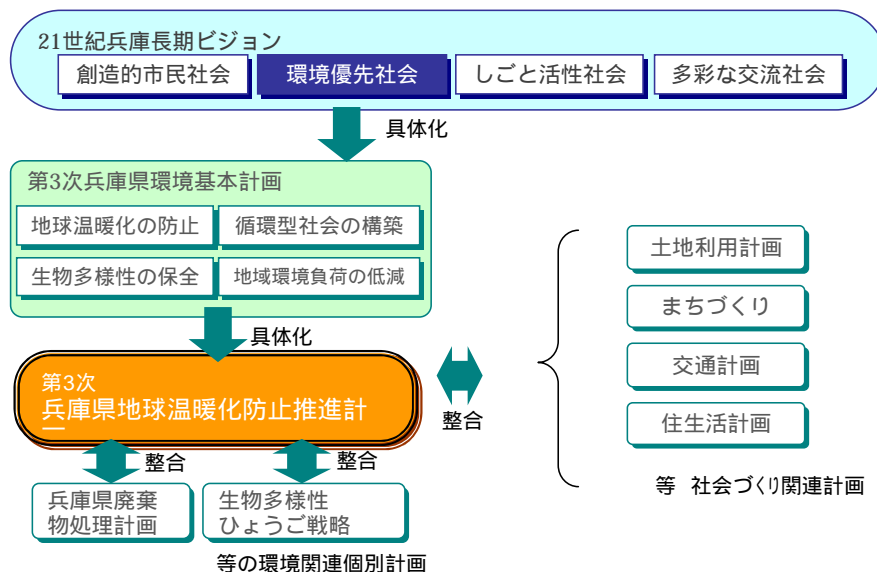 21世紀兵庫長期ビジョン
創造的市民社会
環境優先社会
しごと活性社会
多彩な交流社会
具体化
第3次兵庫県環境基本計画
地球温暖化の防止
循環型社会の構築
生物多様性の保全
地域環境負荷の低減
具体化
第3次
兵庫県地球温暖化防止推進計
整合
土地利用計画
まちづくり
交通計画
住生活計画
等 社会づくり関連計画
整合
整合
兵庫県廃棄
物処理計画
生物多様性
ひょうご戦略
等の環境関連個別計画